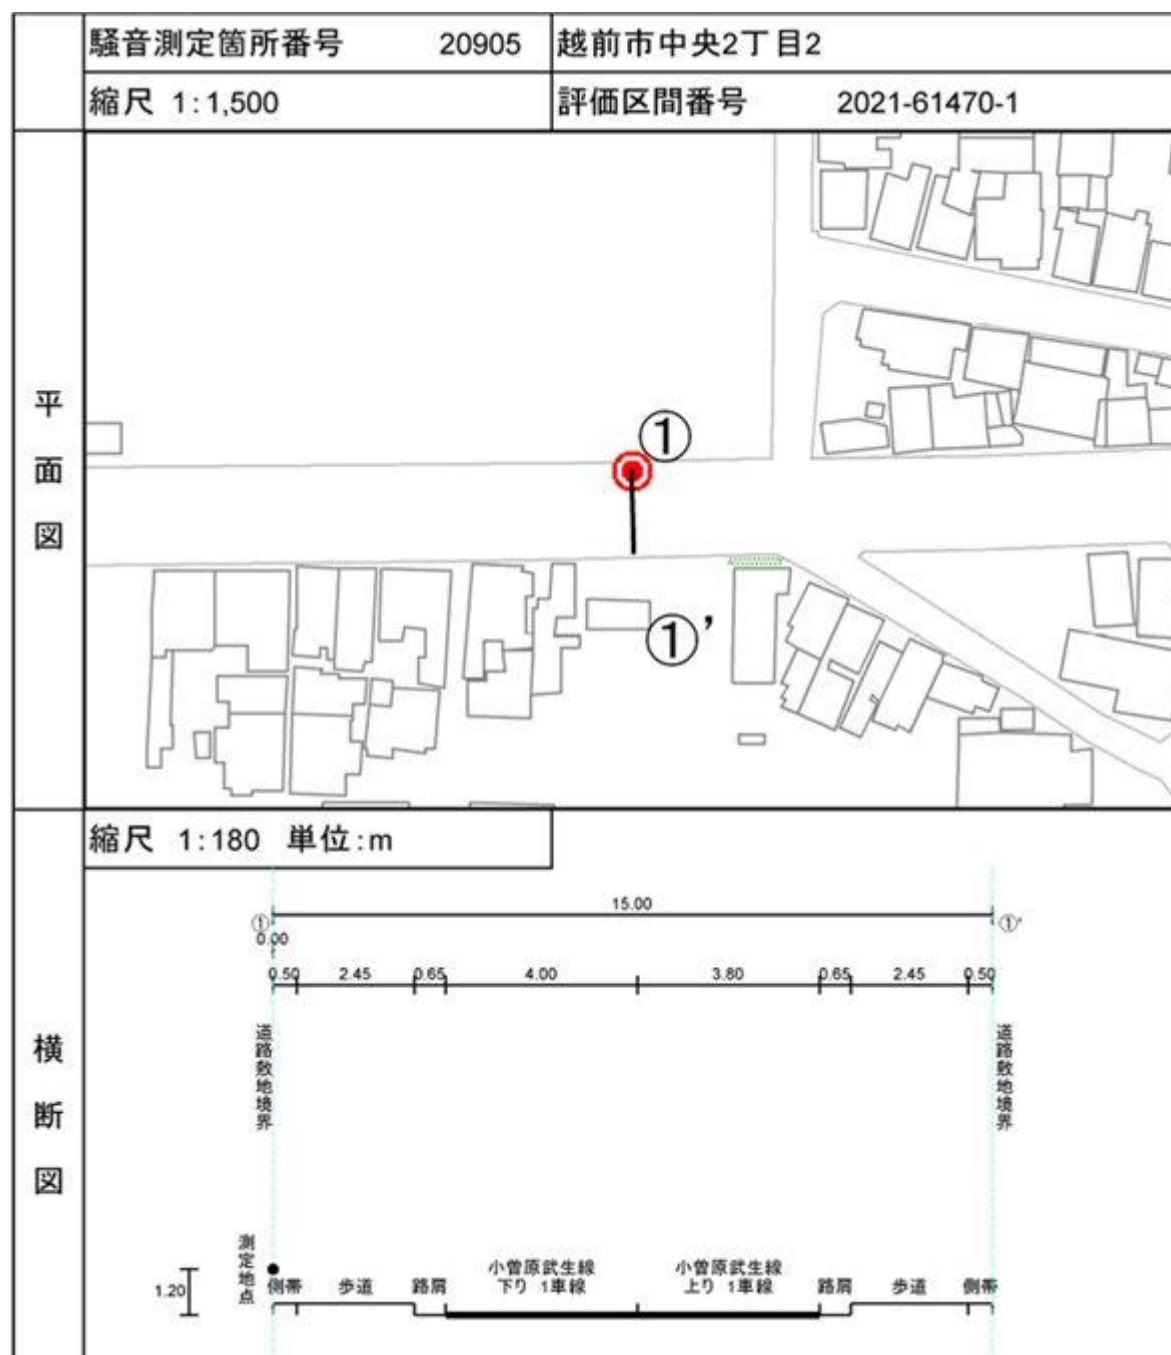 騒音測定箇所番号 20905 越前市中央2丁目2
縮尺 1:1,500 評価区間番号 2021-61470-1
平面図
①
①’
縮尺 1:180 単位:m
15.00
① ①'
0.00
0.50 2.45 0.65 4.00 3.80 0.65 2.45 0.50
道路敷地境界
道路敷地境界
横断図
測定地点
1.20
小曽原武生線 小曽原武生線
側帯 歩道 路肩 下り 1車線 上り 1車線 路肩 歩道 側帯